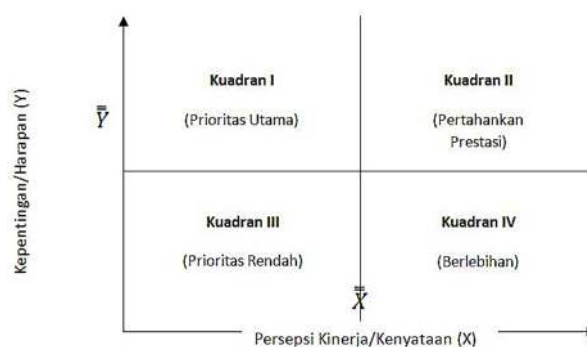 Kepentingan/Harapan (Y)
Y
Kuadran I
(Prioritas Utama)
Kuadran II
(Pertahankan
Prestasi)
Kuadran III
(Prioritas Rendah)
Kuadran IV
(Berlebihan)
X
Persepsi Kinerja/Kenyataan (X)